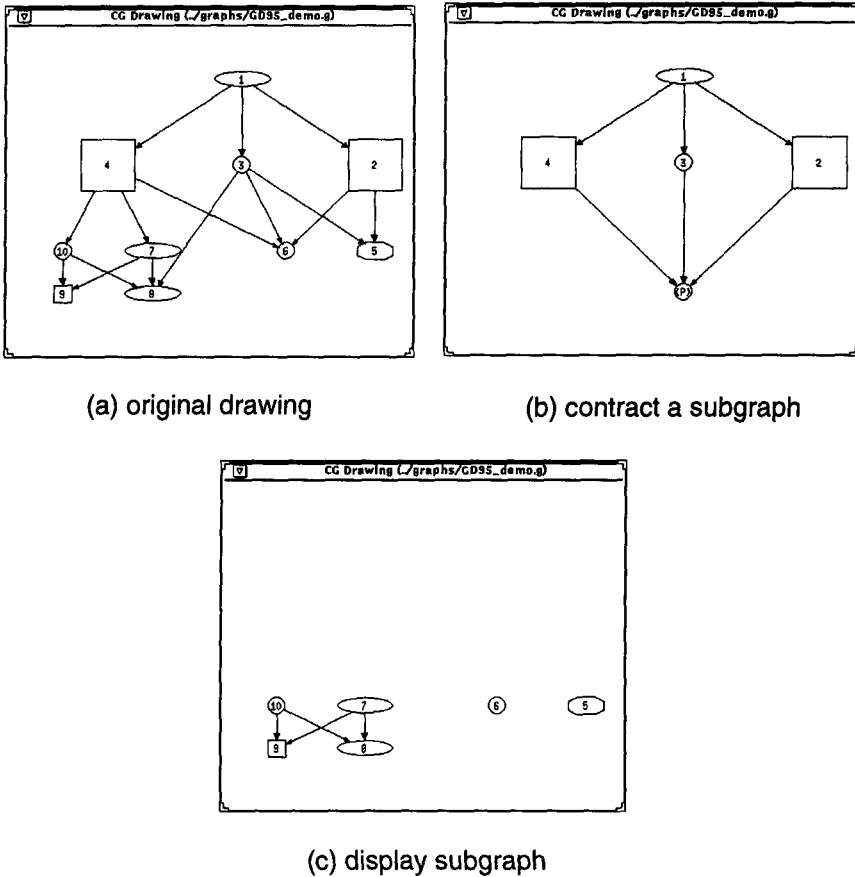 CG Drawing (../graphs/GD95_demo.g)
1
4
3
2
10
7
6
5
9
8
(a) original drawing
CG Drawing (../graphs/GD95_demo.g)
1
4
3
2
(P)
(b) contract a subgraph
CG Drawing (../graphs/GD95_demo.g)
10
7
6
5
9
8
(c) display subgraph